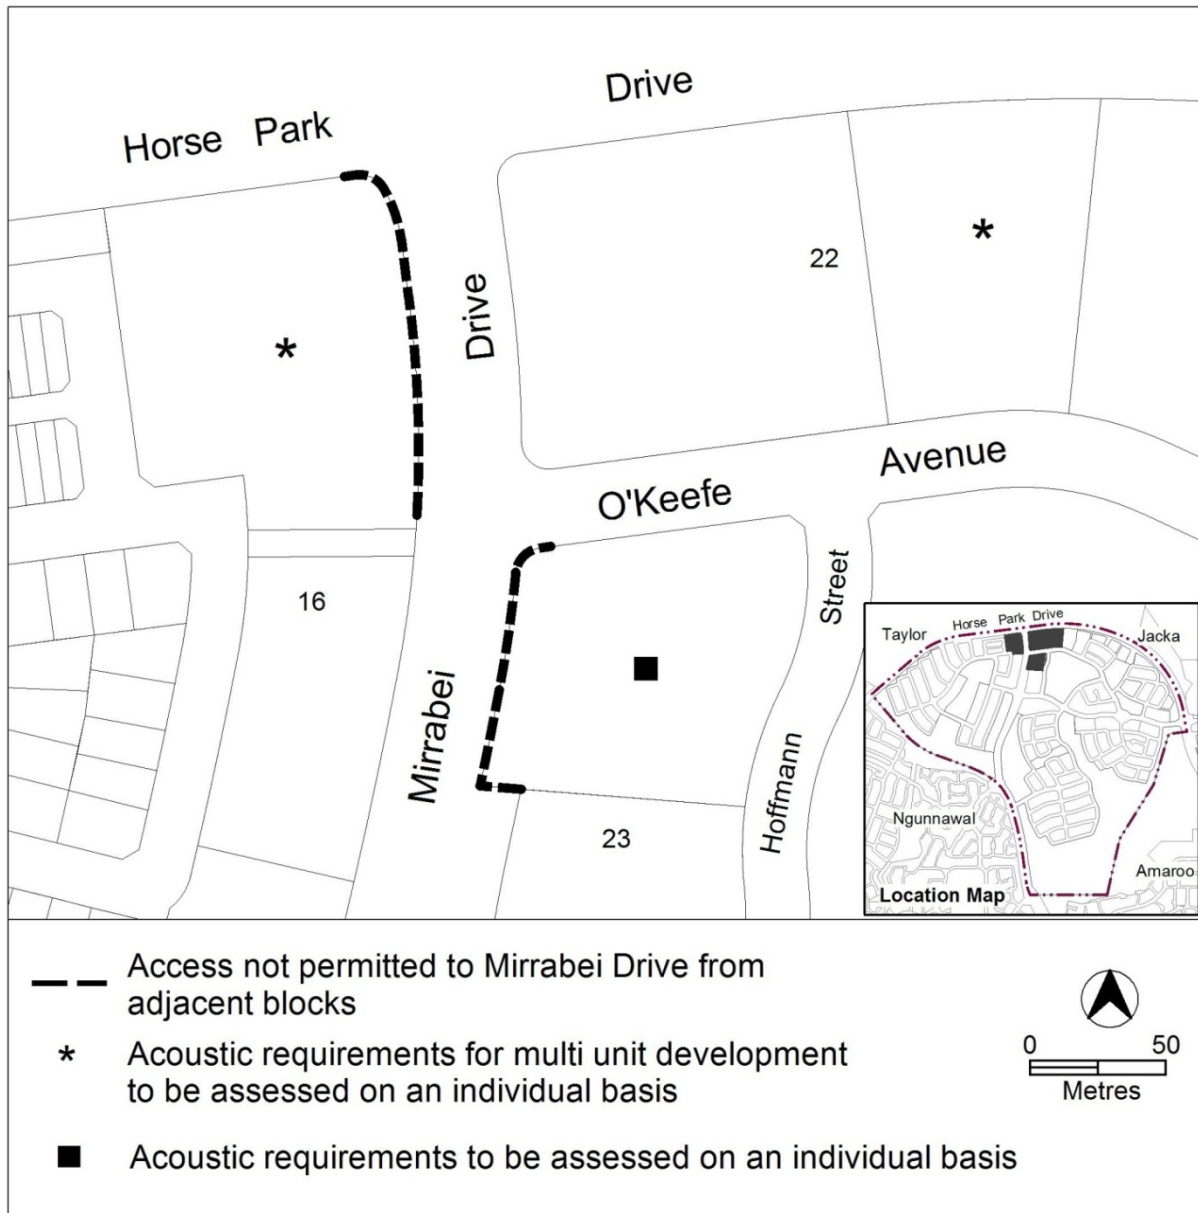 Horse Park Drive
Drive
22
*
*
O'Keefe Avenue
16
Street
Mirrabei
Hoffmann
23
Taylor
Horse Park Drive
Jacka
Ngunnawal
Amaroo
Location Map
Access not permitted to Mirrabei Drive from
adjacent blocks
* Acoustic requirements for multi unit development
to be assessed on an individual basis
Acoustic requirements to be assessed on an individual basis
0 50
Metres